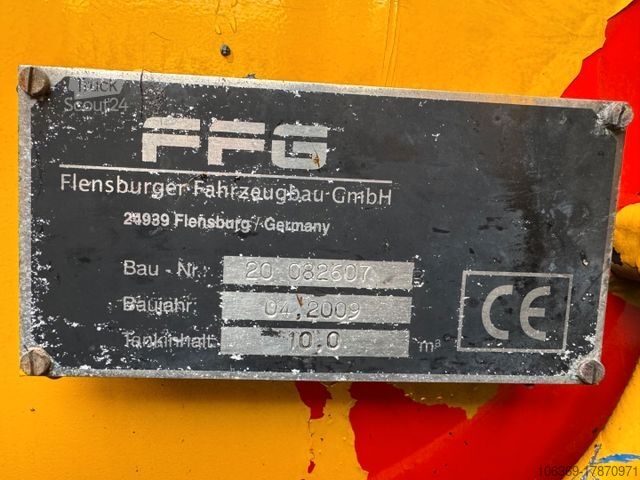 Truck
Scout24
FFG
Flensburger Fahrzeugbau GmbH
24939 Flensburg / Germany
Bau - Nr.: 20 082607
Baujahr 04,2009
Tankinhalt: 10,0 m³
CE
106369-17870971